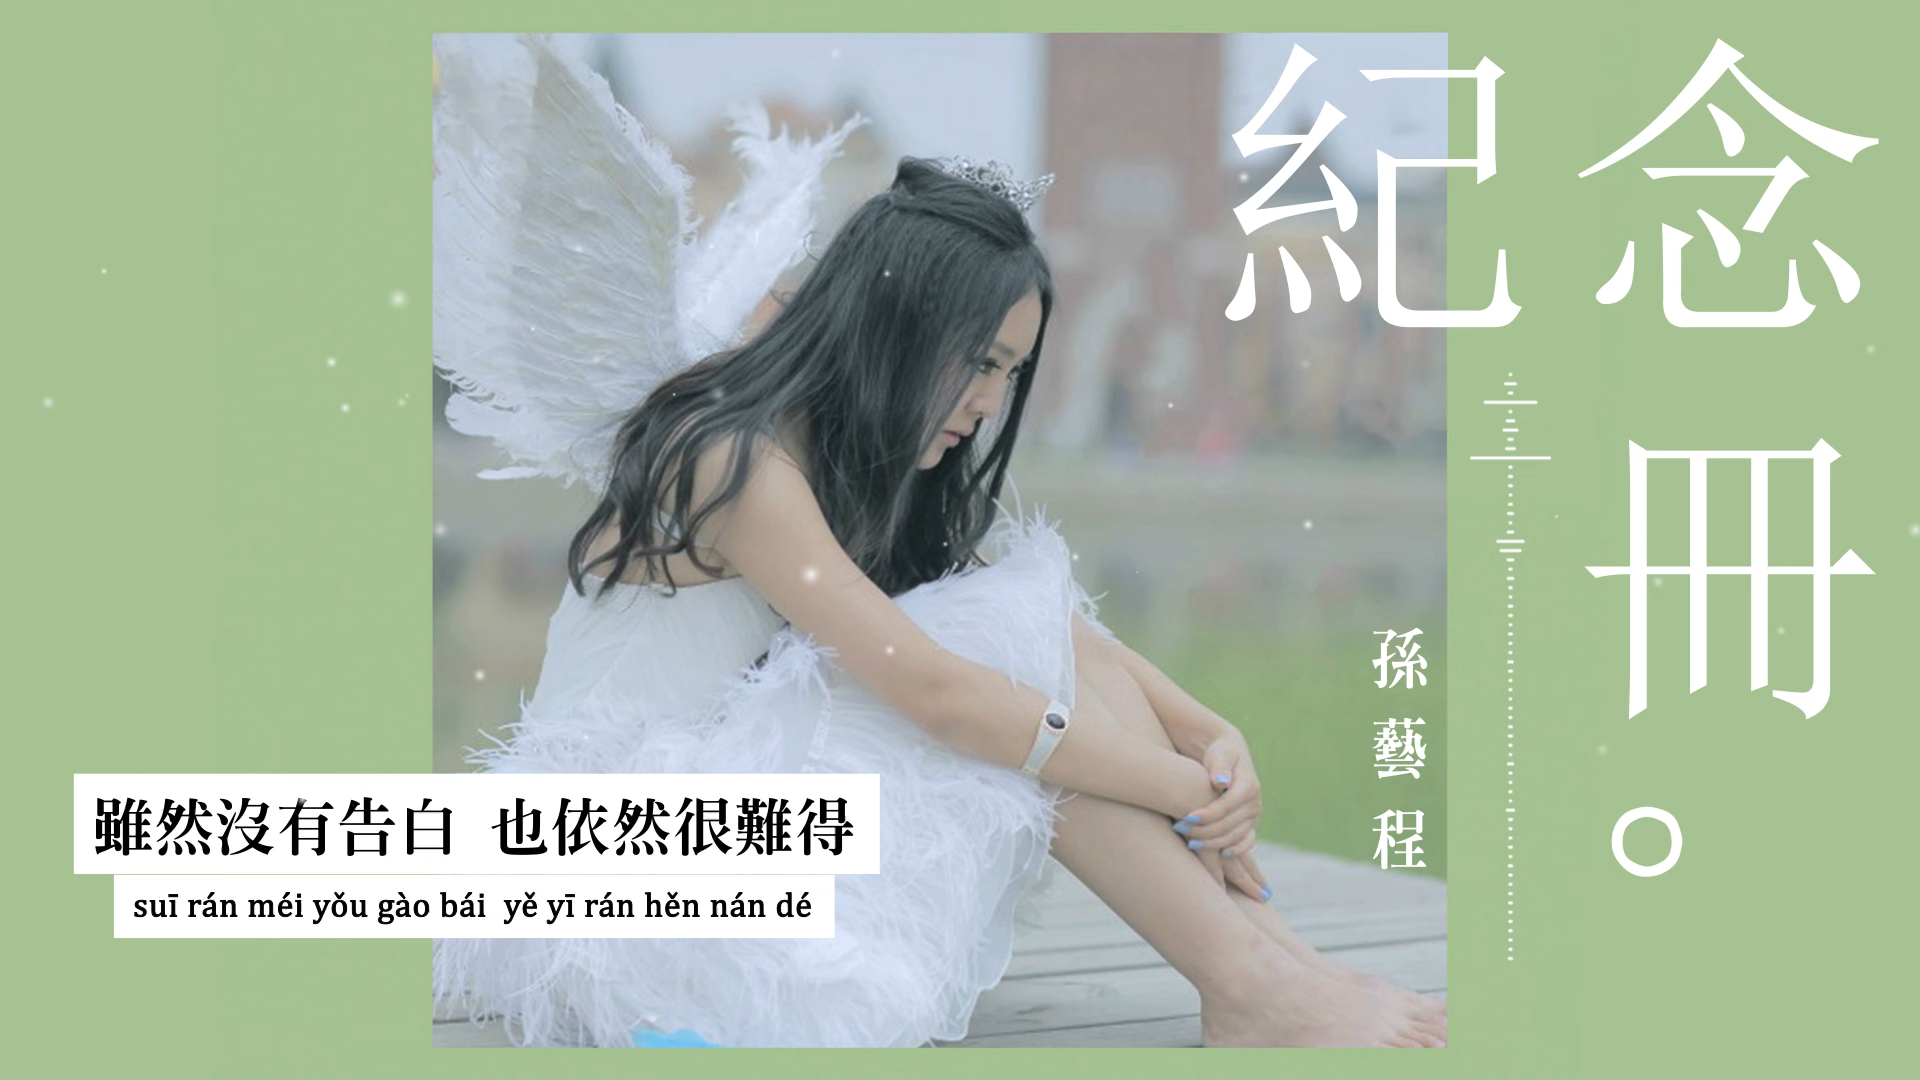 紀念
冊。
孫藝程
雖然沒有告白 也依然很難得
suī rán méi yǒu gào bái yě yī rán hěn nán dé